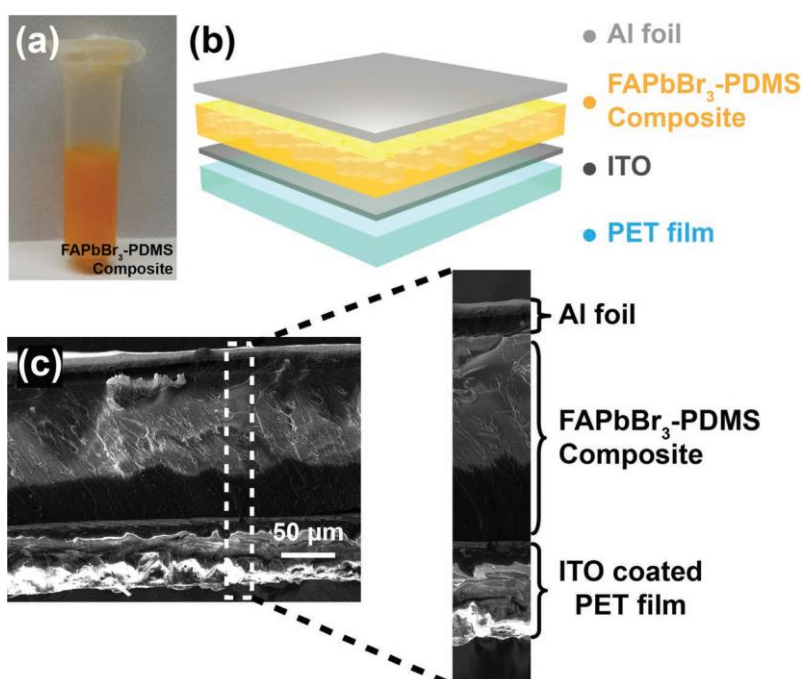 (a)
FAPbBr₃-PDMS
Composite
(b)
Al foil
FAPbBr₃-PDMS
Composite
ITO
PET film
(c)
50 µm
Al foil
FAPbBr₃-PDMS
Composite
ITO coated
PET film